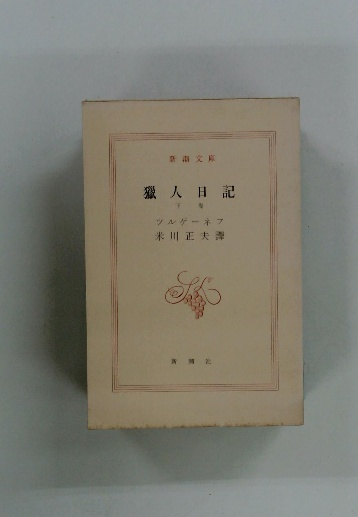 新潮文庫
獵人日記
下巻
ツルゲーネフ
米川正夫譯
新潮社